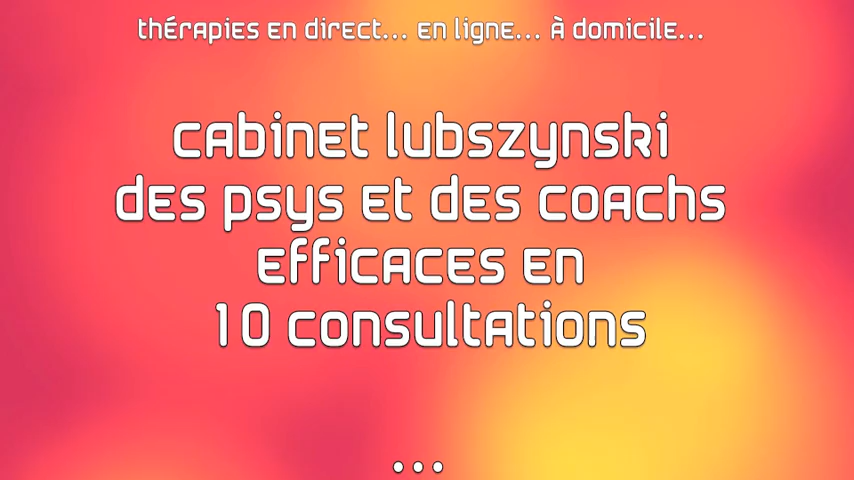 thérapies en direct... en ligne... à domicile...
cabinet lubszynski
des psys et des coachs
efficaces en
10 consultations
...